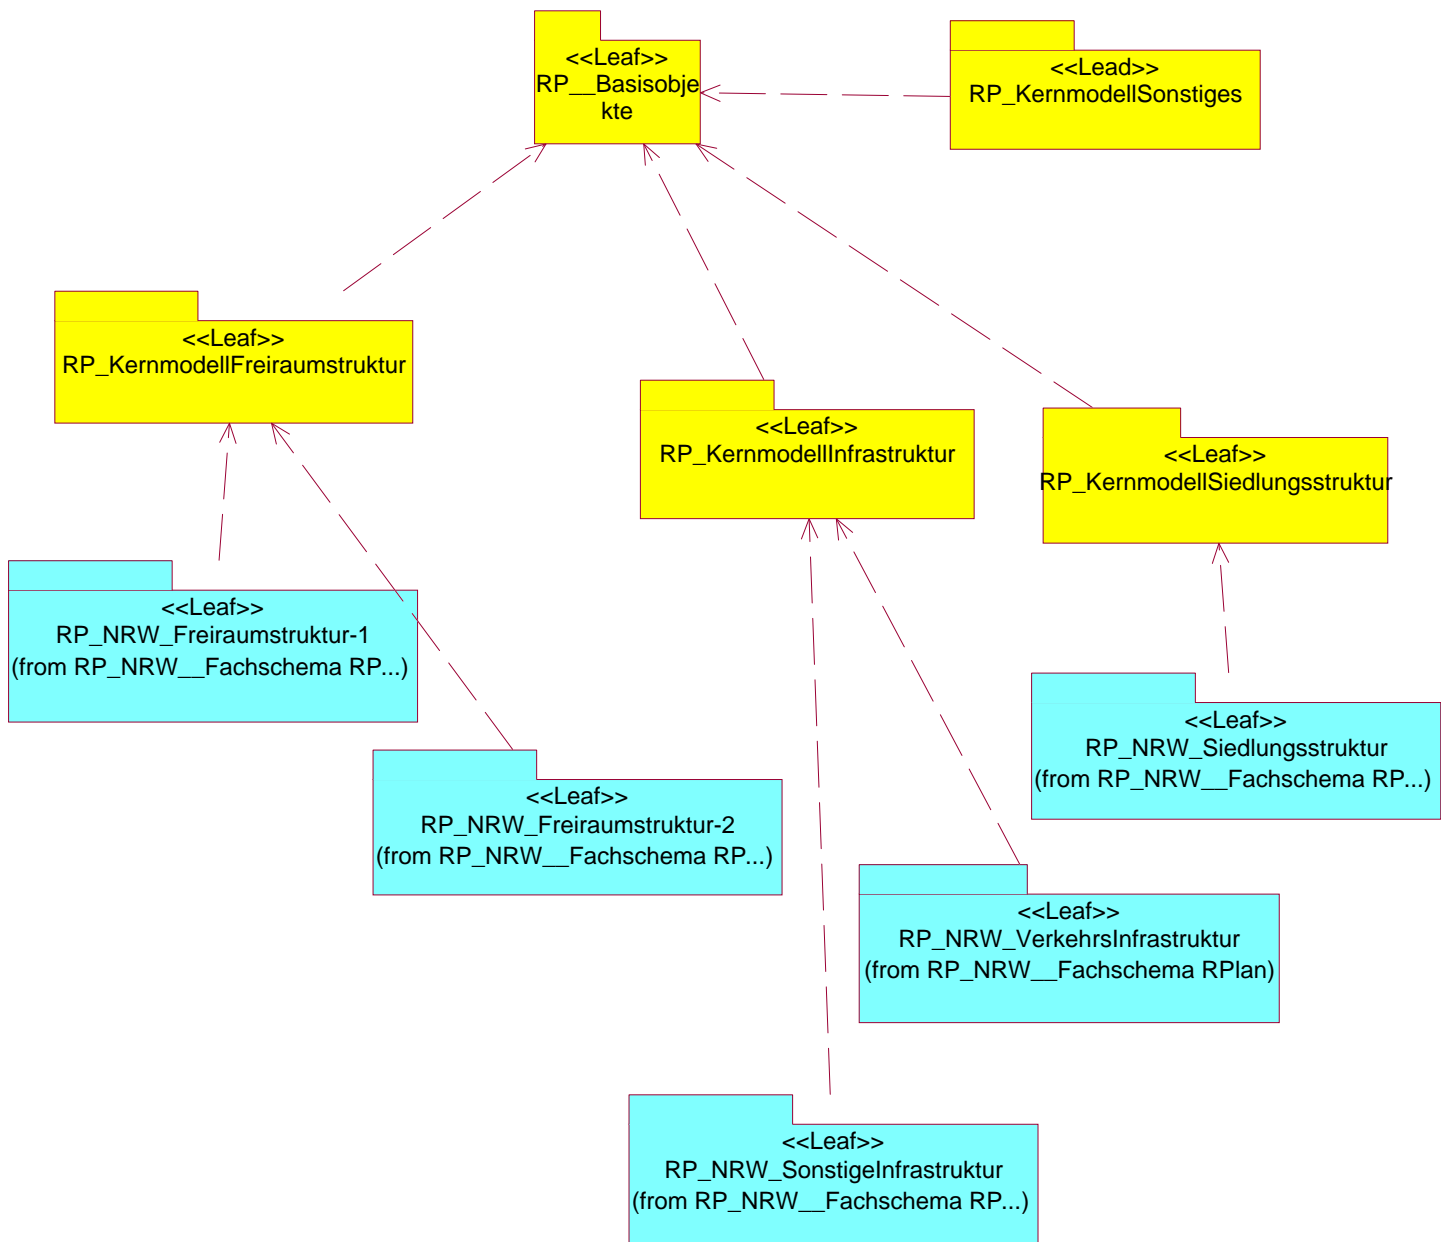 <<Leaf>>
RP__Basisobje
kte
<<Lead>>
RP_KernmodellSonstiges
<<Leaf>>
RP_KernmodellFreiraumstruktur
<<Leaf>>
RP_KernmodellInfrastruktur
<<Leaf>>
RP_KernmodellSiedlungsstruktur
<<Leaf>>
RP_NRW_Freiraumstruktur-1
(from RP_NRW__Fachschema RP...)
<<Leaf>>
RP_NRW_Siedlungsstruktur
(from RP_NRW__Fachschema RP...)
<<Leaf>>
RP_NRW_Freiraumstruktur-2
(from RP_NRW__Fachschema RP...)
<<Leaf>>
RP_NRW_VerkehrsInfrastruktur
(from RP_NRW__Fachschema RPlan)
<<Leaf>>
RP_NRW_SonstigeInfrastruktur
(from RP_NRW__Fachschema RP...)